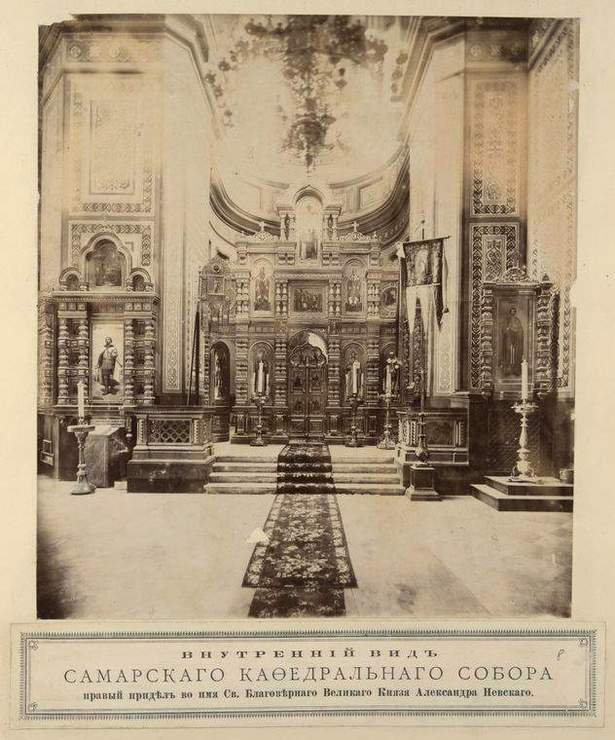 ВНУТРЕННІЙ ВИДЪ
САМАРСКАГО КАѲЕДРАЛЬНАГО СОБОРА
правый придѣлъ во имя Св. Благовѣрнаго Великаго Князя Александра Невскаго.